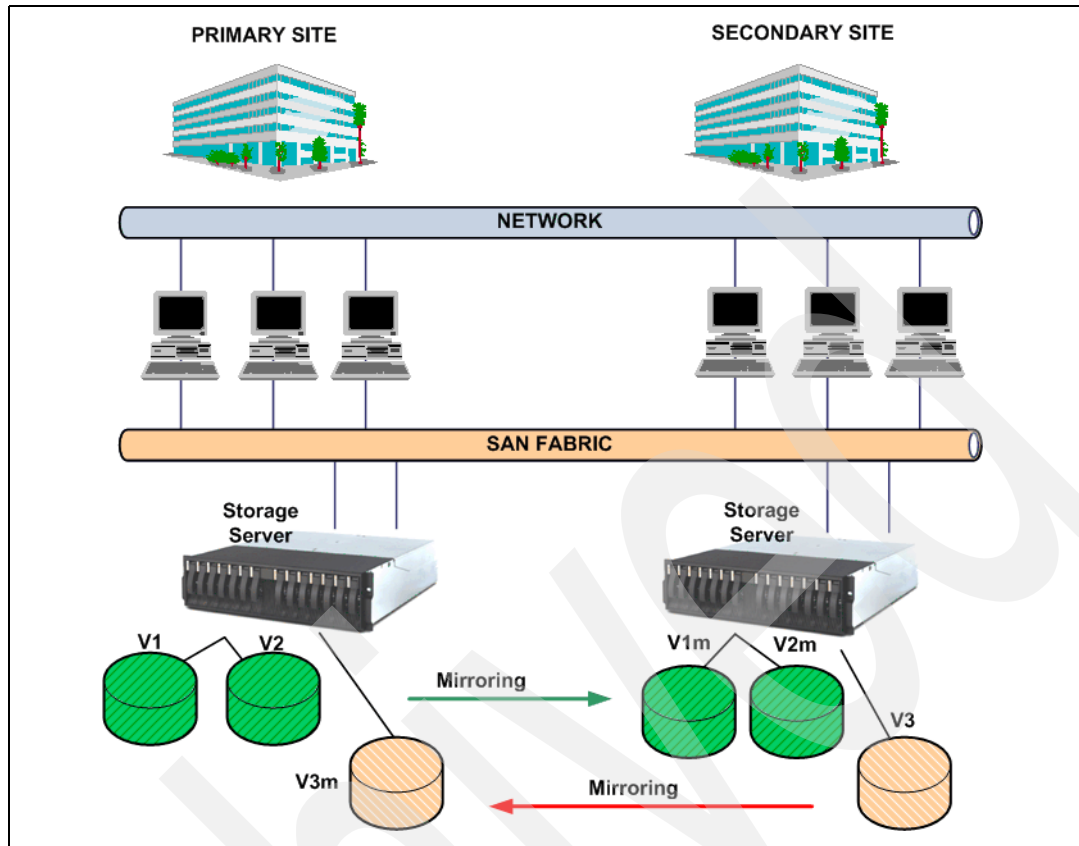 PRIMARY SITE
SECONDARY SITE
NETWORK
SAN FABRIC
Storage
Server
Storage
Server
V1
V2
V1m
V2m
Mirroring
V3
V3m
Mirroring